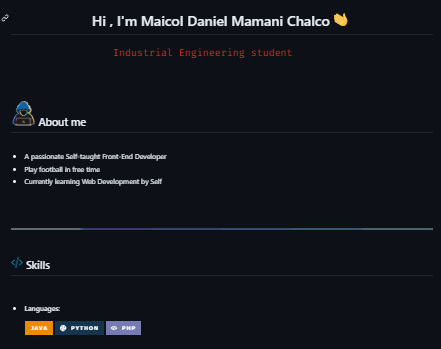 Hi , I'm Maicol Daniel Mamani Chalco
Industrial Engineering student
About me
A passionate Self-taught Front-End Developer
Play football in free time
Currently learning Web Development by Self
</> Skills
Languages:
JAVA PYTHON PHP